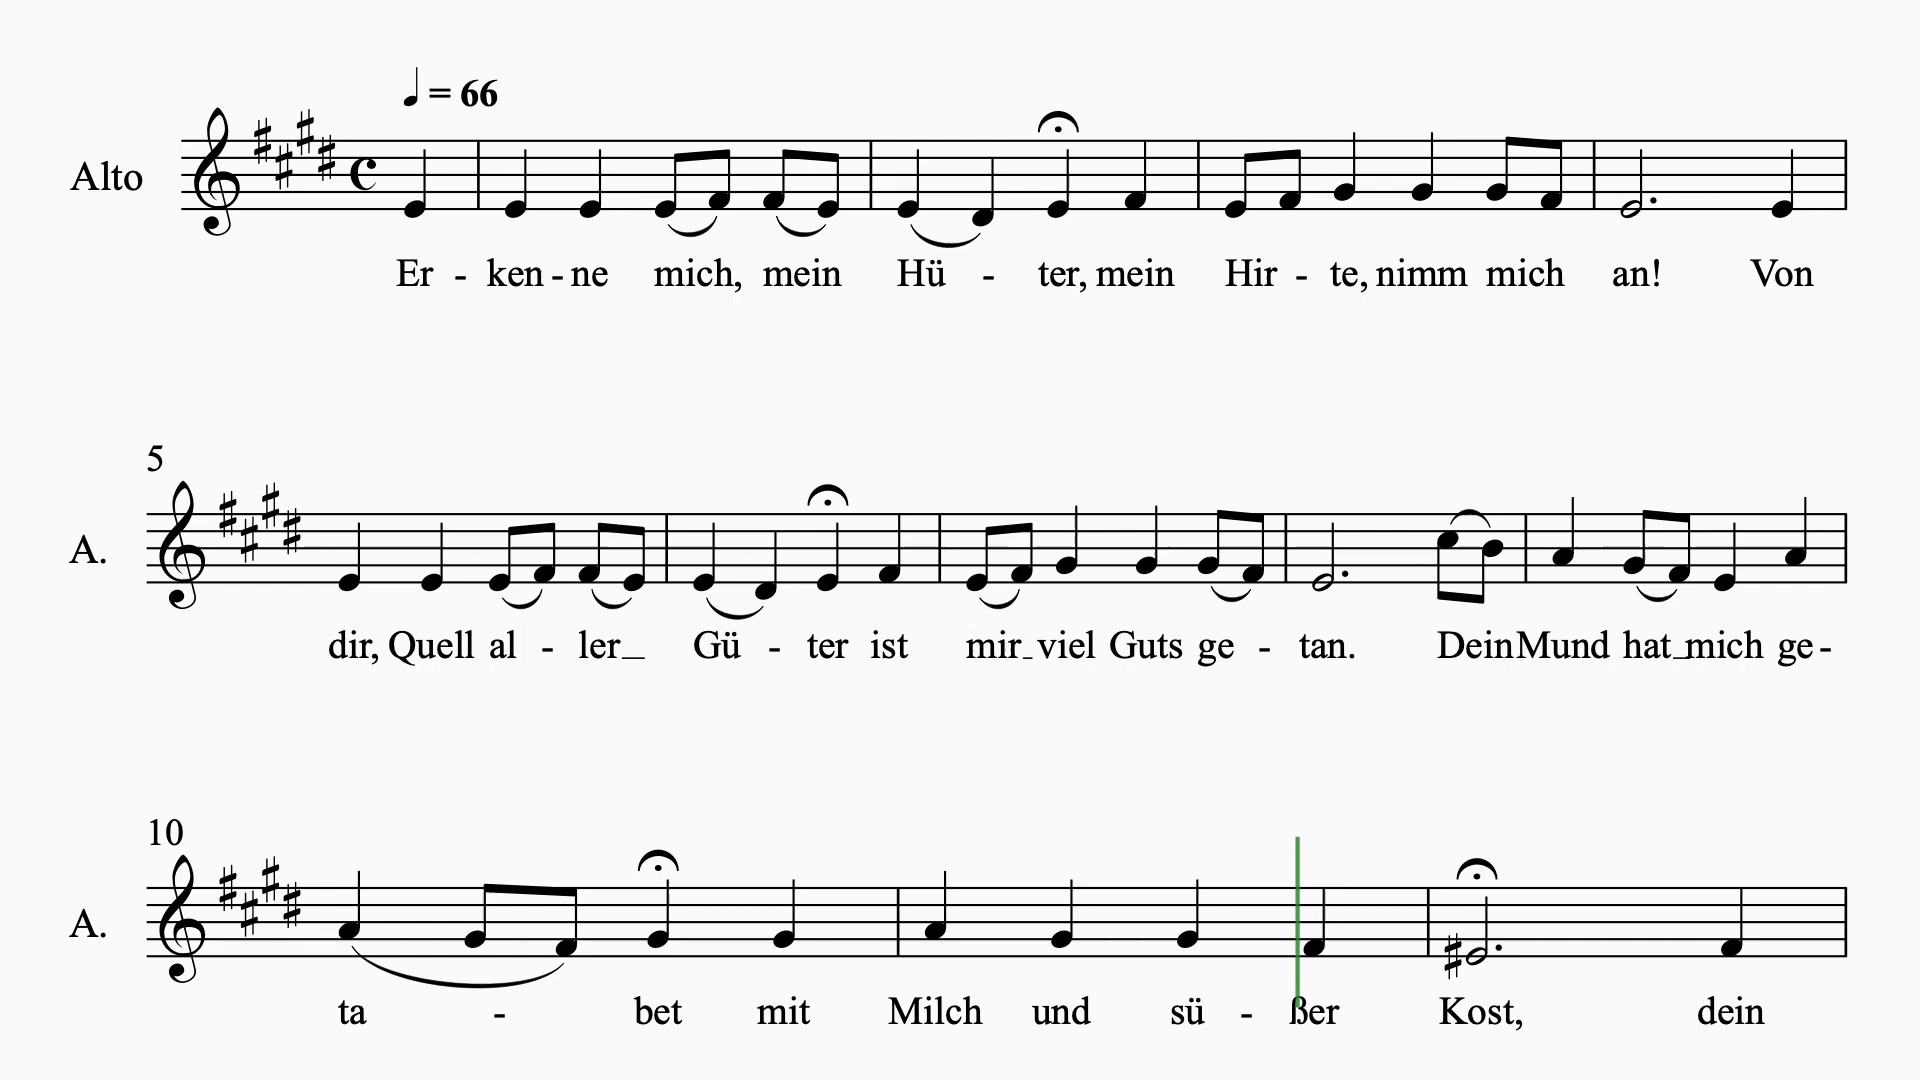 ♩ = 66
Alto
Er - ken - ne mich, mein Hü - ter, mein Hir - te, nimm mich an! Von
5
A.
dir, Quell al - ler_ Gü - ter ist mir_ viel Guts ge - tan. Dein Mund hat_ mich ge -
10
A.
ta - bet mit Milch und sü - ßer Kost, dein